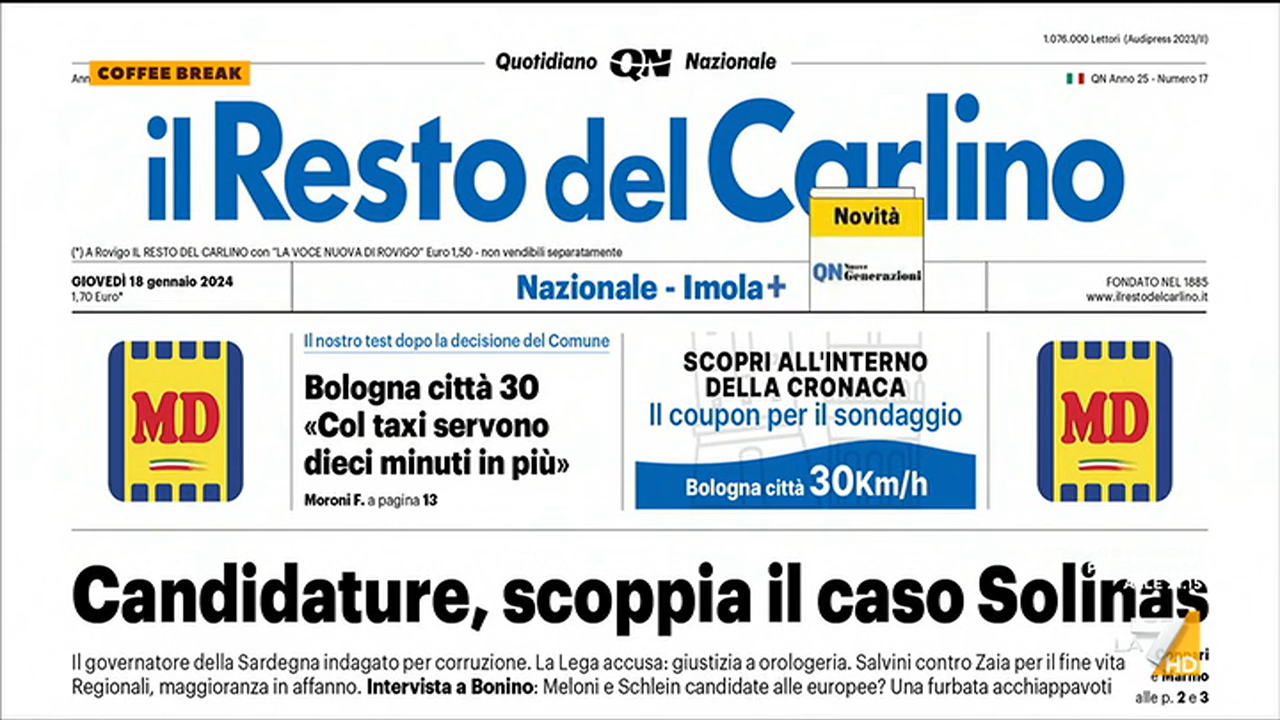 1.076.000 Lettori (Audipress 2023/II)
Quotidiano QN Nazionale
COFFEE BREAK
QN Anno 25 - Numero 17
il Resto del Carlino
Novità
QN Nuove Generazioni
(*) A Rovigo IL RESTO DEL CARLINO con "LA VOCE NUOVA DI ROVIGO" Euro 1,50 - non vendibili separatamente
GIOVEDÌ 18 gennaio 2024
1,70 Euro*
Nazionale - Imola+
FONDATO NEL 1885
www.ilrestodelcarlino.it
MD
Il nostro test dopo la decisione del Comune
Bologna città 30
«Col taxi servono
dieci minuti in più»
Moroni F. a pagina 13
SCOPRI ALL'INTERNO
DELLA CRONACA
Il coupon per il sondaggio
Bologna città 30Km/h
MD
Candidature, scoppia il caso Solinas
Il governatore della Sardegna indagato per corruzione. La Lega accusa: giustizia a orologeria. Salvini contro Zaia per il fine vita
Regionali, maggioranza in affanno. Intervista a Bonino: Meloni e Schlein candidate alle europee? Una furbata acchiappavoti
e Marmo
alle p. 2 e 3
LA7
HD